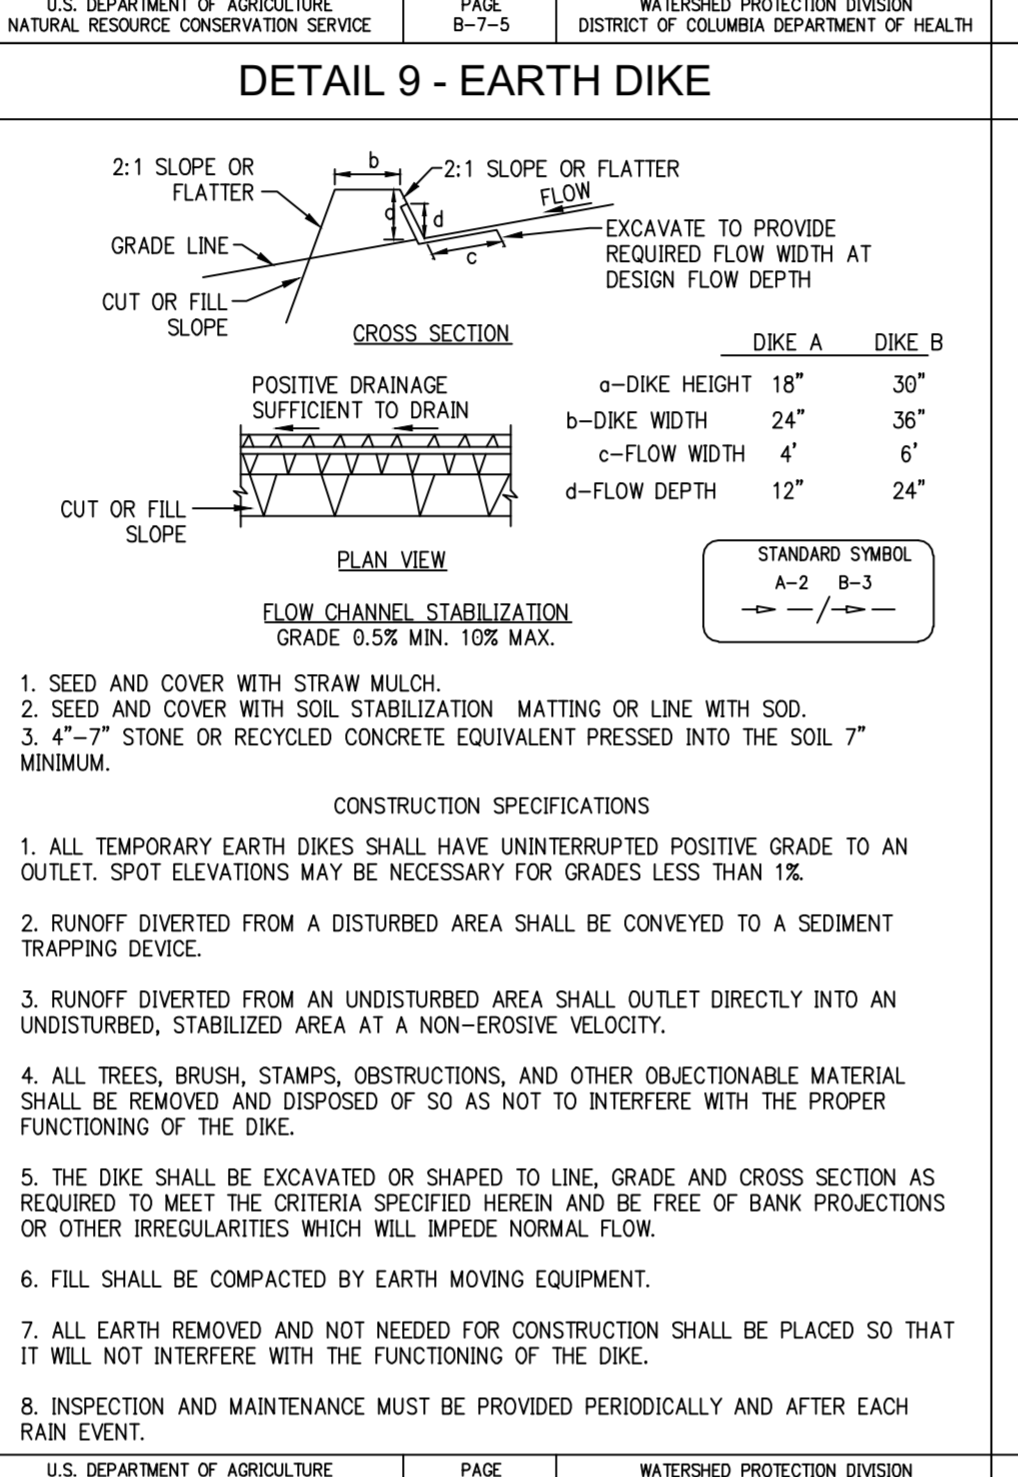 U.S. DEPARTMENT OF AGRICULTURE
NATURAL RESOURCE CONSERVATION SERVICE
PAGE
B-7-5
WATERSHED PROTECTION DIVISION
DISTRICT OF COLUMBIA DEPARTMENT OF HEALTH
DETAIL 9 - EARTH DIKE
2:1 SLOPE OR
FLATTER
b
2:1 SLOPE OR FLATTER
FLOW
a
d
c
GRADE LINE
EXCAVATE TO PROVIDE
REQUIRED FLOW WIDTH AT
DESIGN FLOW DEPTH
CUT OR FILL
SLOPE
CROSS SECTION
DIKE A DIKE B
a-DIKE HEIGHT 18" 30"
b-DIKE WIDTH 24" 36"
c-FLOW WIDTH 4' 6'
d-FLOW DEPTH 12" 24"
POSITIVE DRAINAGE
SUFFICIENT TO DRAIN
CUT OR FILL
SLOPE
PLAN VIEW
STANDARD SYMBOL
A-2 B-3
FLOW CHANNEL STABILIZATION
GRADE 0.5% MIN. 10% MAX.
1. SEED AND COVER WITH STRAW MULCH.
2. SEED AND COVER WITH SOIL STABILIZATION MATTING OR LINE WITH SOD.
3. 4"-7" STONE OR RECYCLED CONCRETE EQUIVALENT PRESSED INTO THE SOIL 7"
MINIMUM.
CONSTRUCTION SPECIFICATIONS
1. ALL TEMPORARY EARTH DIKES SHALL HAVE UNINTERRUPTED POSITIVE GRADE TO AN
OUTLET. SPOT ELEVATIONS MAY BE NECESSARY FOR GRADES LESS THAN 1%.
2. RUNOFF DIVERTED FROM A DISTURBED AREA SHALL BE CONVEYED TO A SEDIMENT
TRAPPING DEVICE.
3. RUNOFF DIVERTED FROM AN UNDISTURBED AREA SHALL OUTLET DIRECTLY INTO AN
UNDISTURBED, STABILIZED AREA AT A NON-EROSIVE VELOCITY.
4. ALL TREES, BRUSH, STAMPS, OBSTRUCTIONS, AND OTHER OBJECTIONABLE MATERIAL
SHALL BE REMOVED AND DISPOSED OF SO AS NOT TO INTERFERE WITH THE PROPER
FUNCTIONING OF THE DIKE.
5. THE DIKE SHALL BE EXCAVATED OR SHAPED TO LINE, GRADE AND CROSS SECTION AS
REQUIRED TO MEET THE CRITERIA SPECIFIED HEREIN AND BE FREE OF BANK PROJECTIONS
OR OTHER IRREGULARITIES WHICH WILL IMPEDE NORMAL FLOW.
6. FILL SHALL BE COMPACTED BY EARTH MOVING EQUIPMENT.
7. ALL EARTH REMOVED AND NOT NEEDED FOR CONSTRUCTION SHALL BE PLACED SO THAT
IT WILL NOT INTERFERE WITH THE FUNCTIONING OF THE DIKE.
8. INSPECTION AND MAINTENANCE MUST BE PROVIDED PERIODICALLY AND AFTER EACH
RAIN EVENT.
U.S. DEPARTMENT OF AGRICULTURE
PAGE
WATERSHED PROTECTION DIVISION